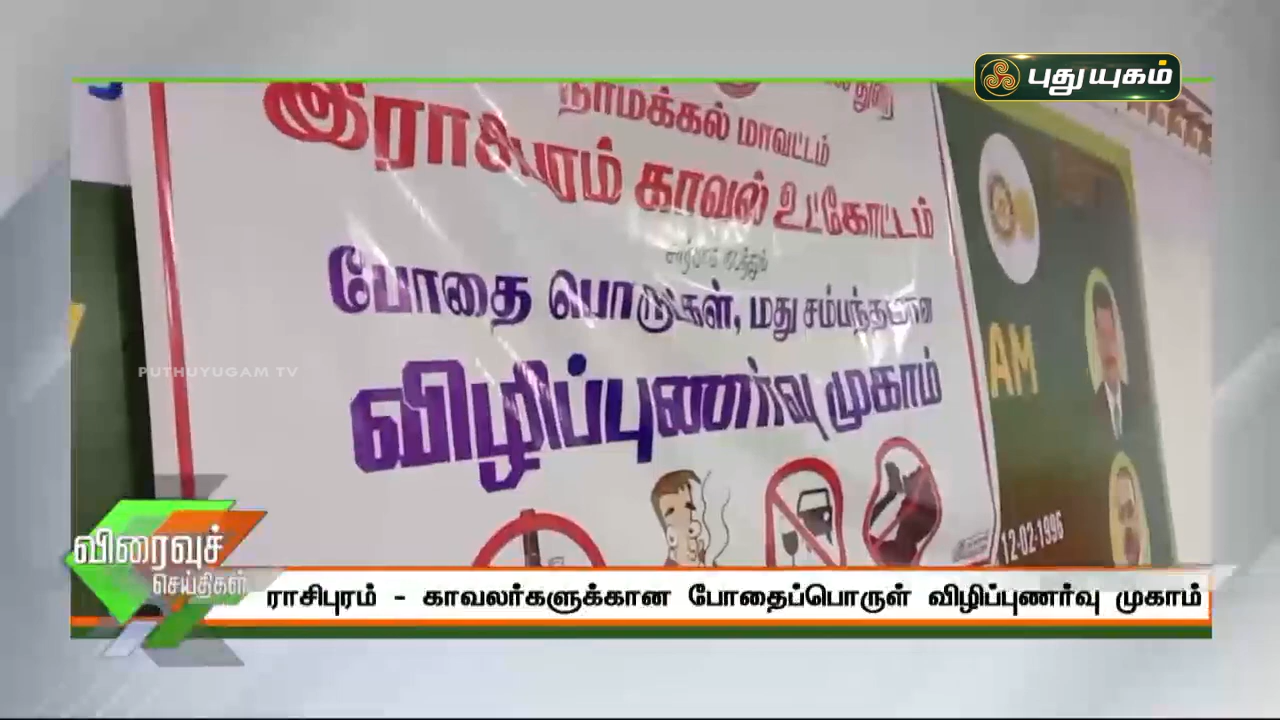 புதுயுகம்
நாமக்கல் மாவட்டம்
இராசிபுரம் காவல் உட்கோட்டம்
போதை பொருட்கள், மது சம்பந்தமான
விழிப்புணர்வு முகாம்
AM
12-02-1996
PUTHUYUGAM TV
விரைவுச்
செய்திகள்
ராசிபுரம் - காவலர்களுக்கான போதைப்பொருள் விழிப்புணர்வு முகாம்